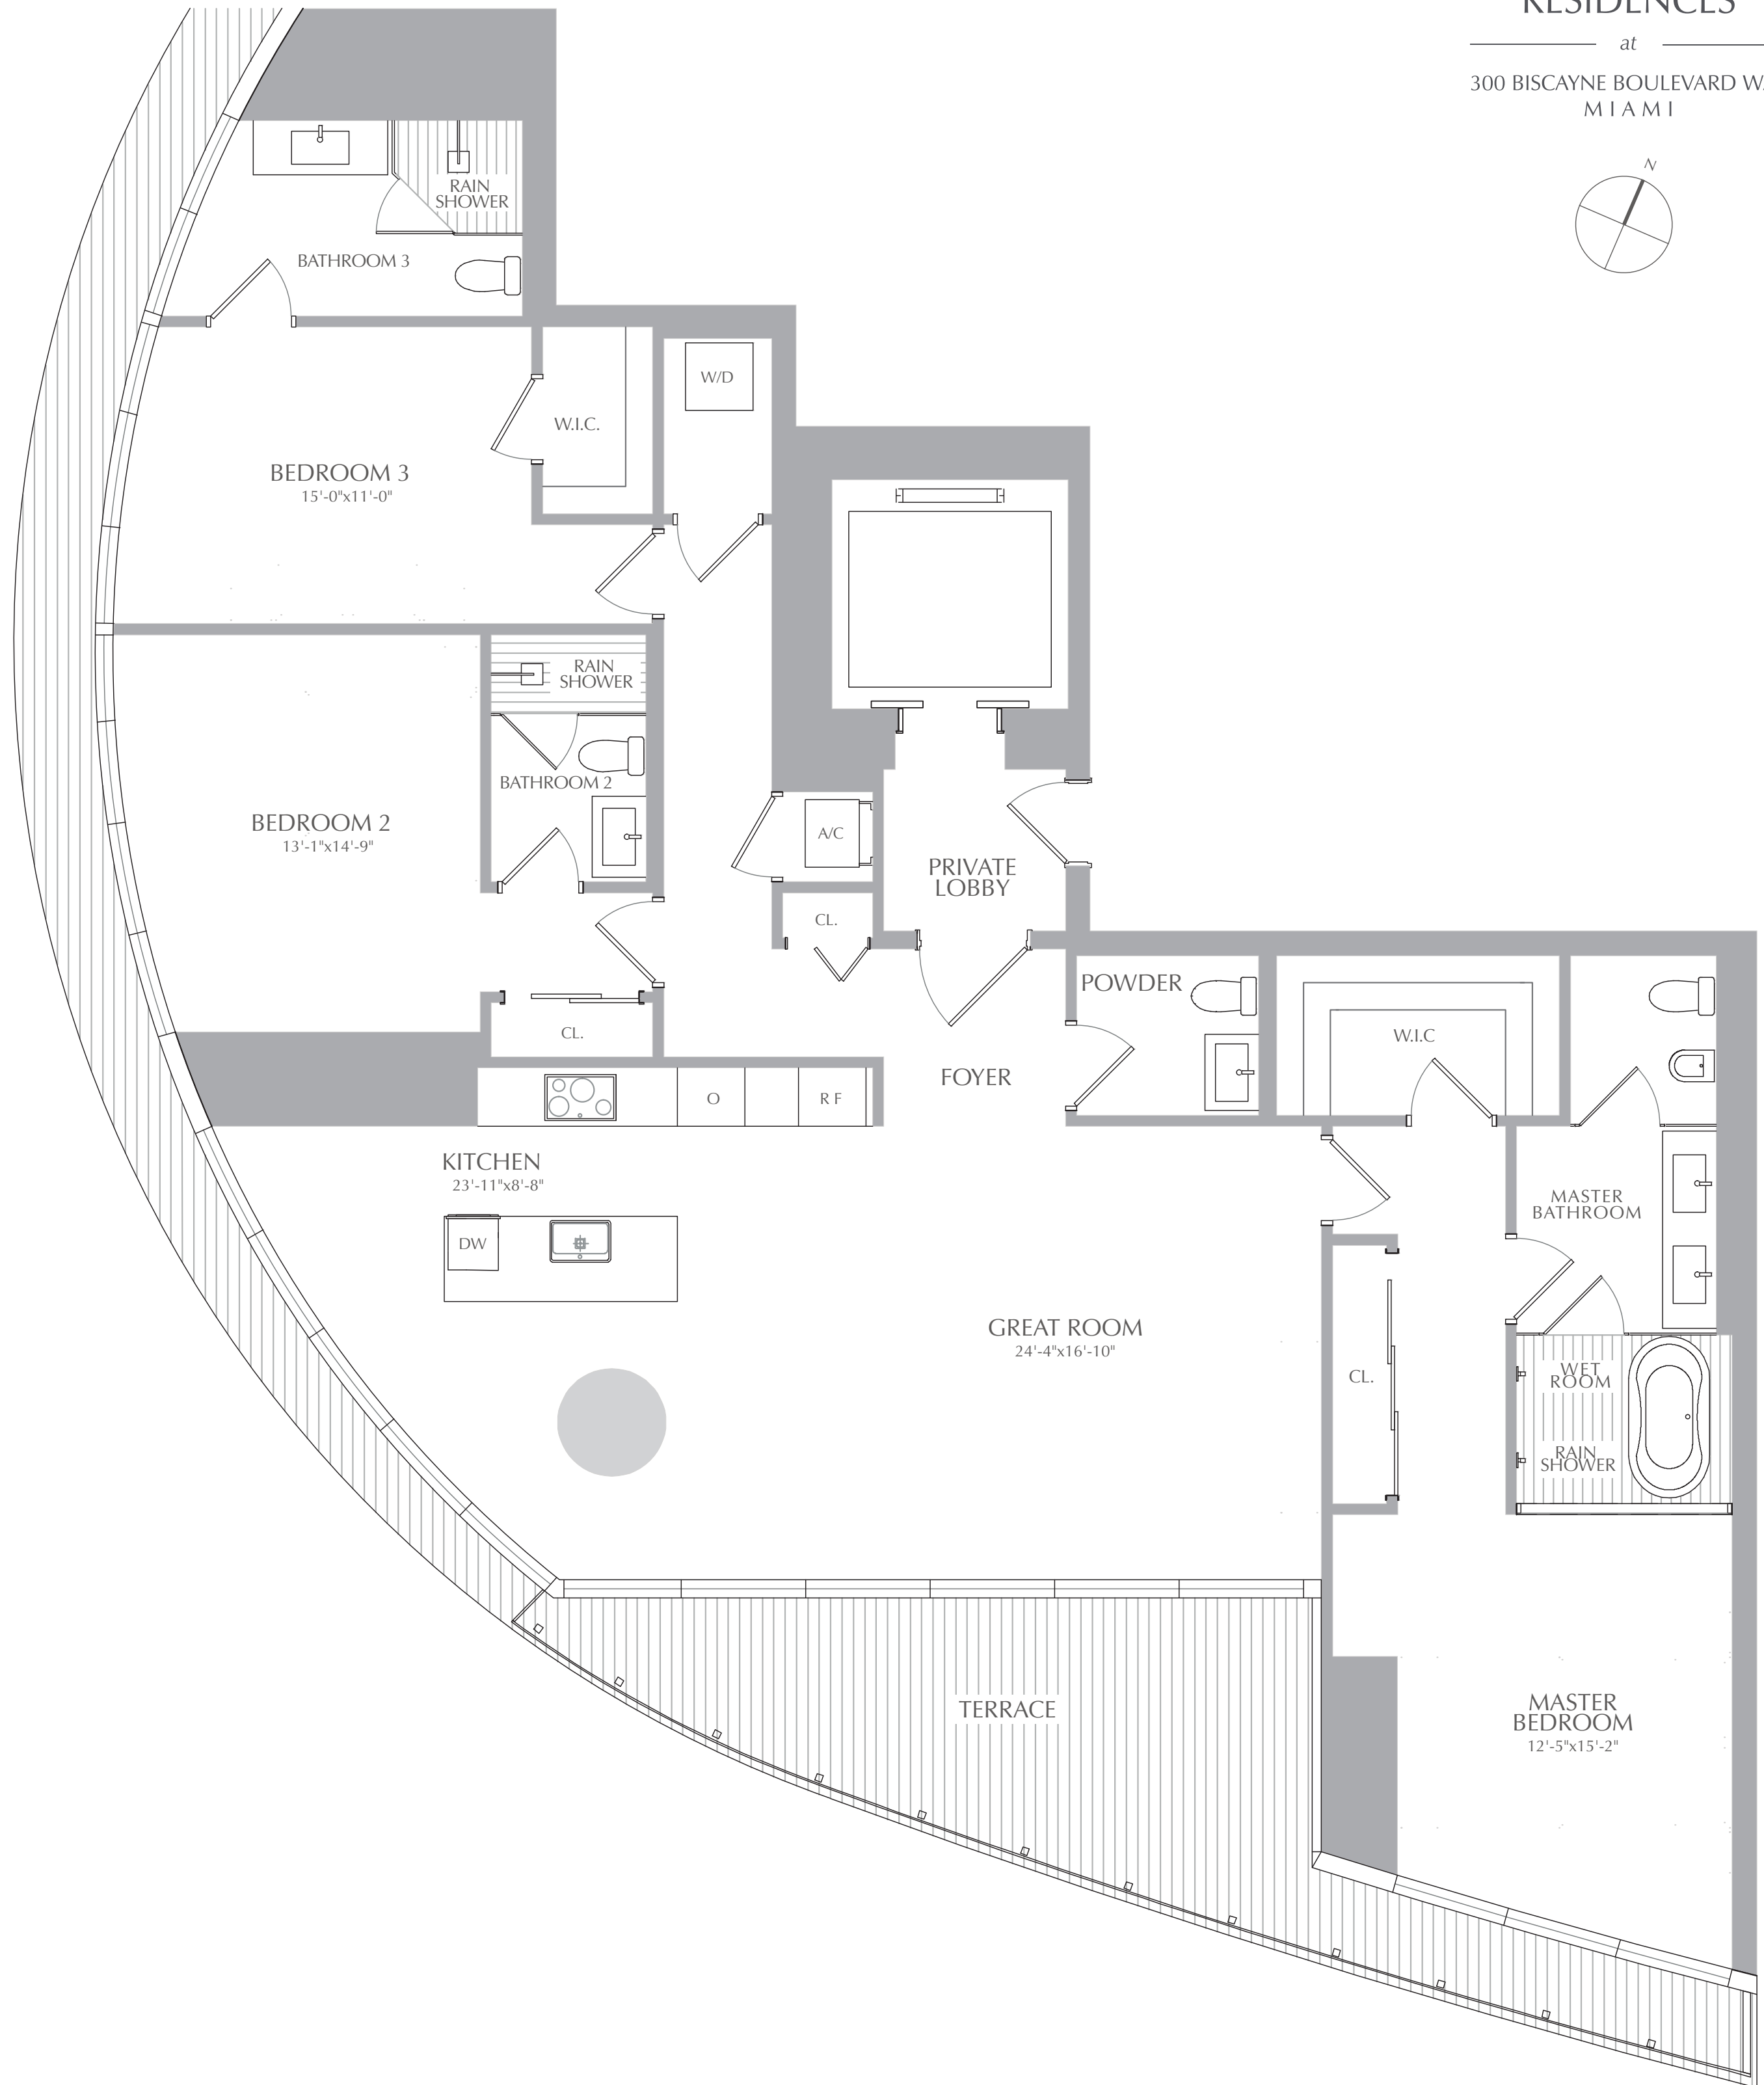 RESIDENCES
at
300 BISCAYNE BOULEVARD W
MIAMI
N
RAIN
SHOWER
BATHROOM 3
W/D
W.I.C.
BEDROOM 3
15'-0"x11'-0"
RAIN
SHOWER
BATHROOM 2
BEDROOM 2
13'-1"x14'-9"
A/C
PRIVATE
LOBBY
CL.
POWDER
CL.
W.I.C
FOYER
O
R F
KITCHEN
23'-11"x8'-8"
MASTER
BATHROOM
DW
GREAT ROOM
24'-4"x16'-10"
CL.
WET
ROOM
RAIN
SHOWER
TERRACE
MASTER
BEDROOM
12'-5"x15'-2"